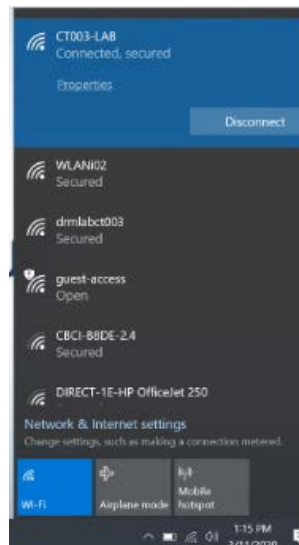 CT003-LAB
Connected, secured
Properties
Disconnect
WLANi02
Secured
drmlabct003
Secured
guest-access
Open
CBCI-B8DE-2.4
Secured
DIRECT-1E-HP OfficeJet 250
Network & Internet settings
Change settings, such as making a connection metered.
Wi-Fi
Airplane mode
Mobile
hotspot
1:15 PM